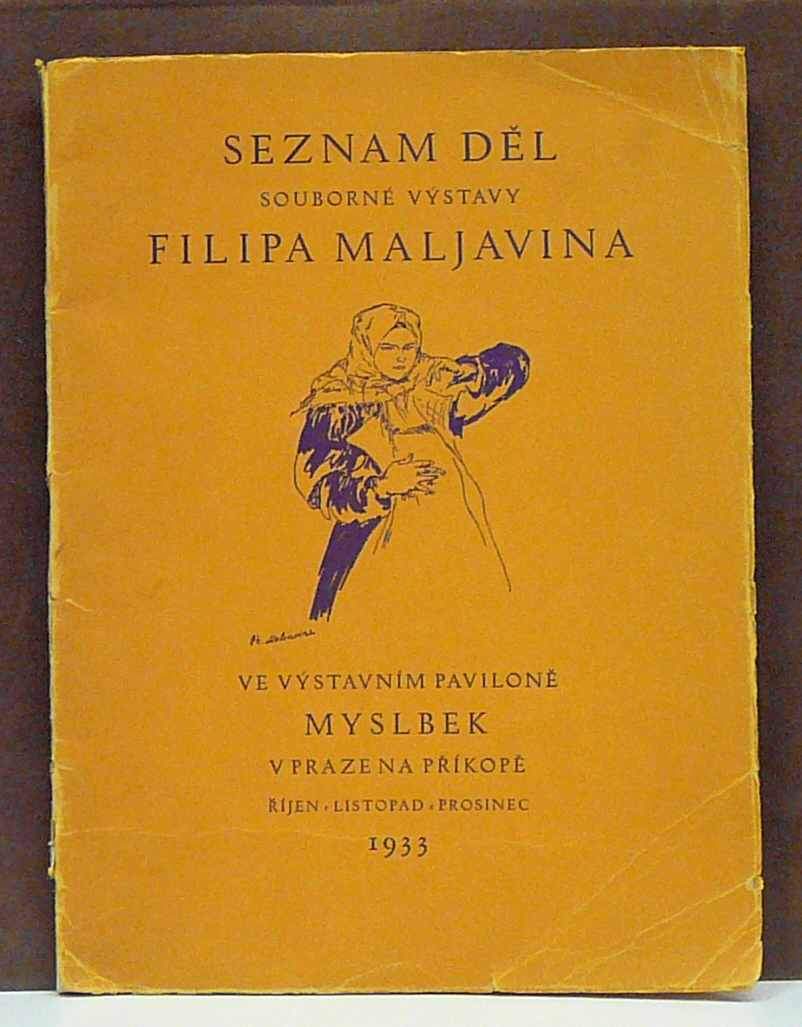 SEZNAM DĚL
SOUBORNÉ VÝSTAVY
FILIPA MALJAVINA
VE VÝSTAVNÍM PAVILONĚ
MYSLBEK
V PRAZE NA PŘÍKOPĚ
ŘÍJEN · LISTOPAD · PROSINEC
1933